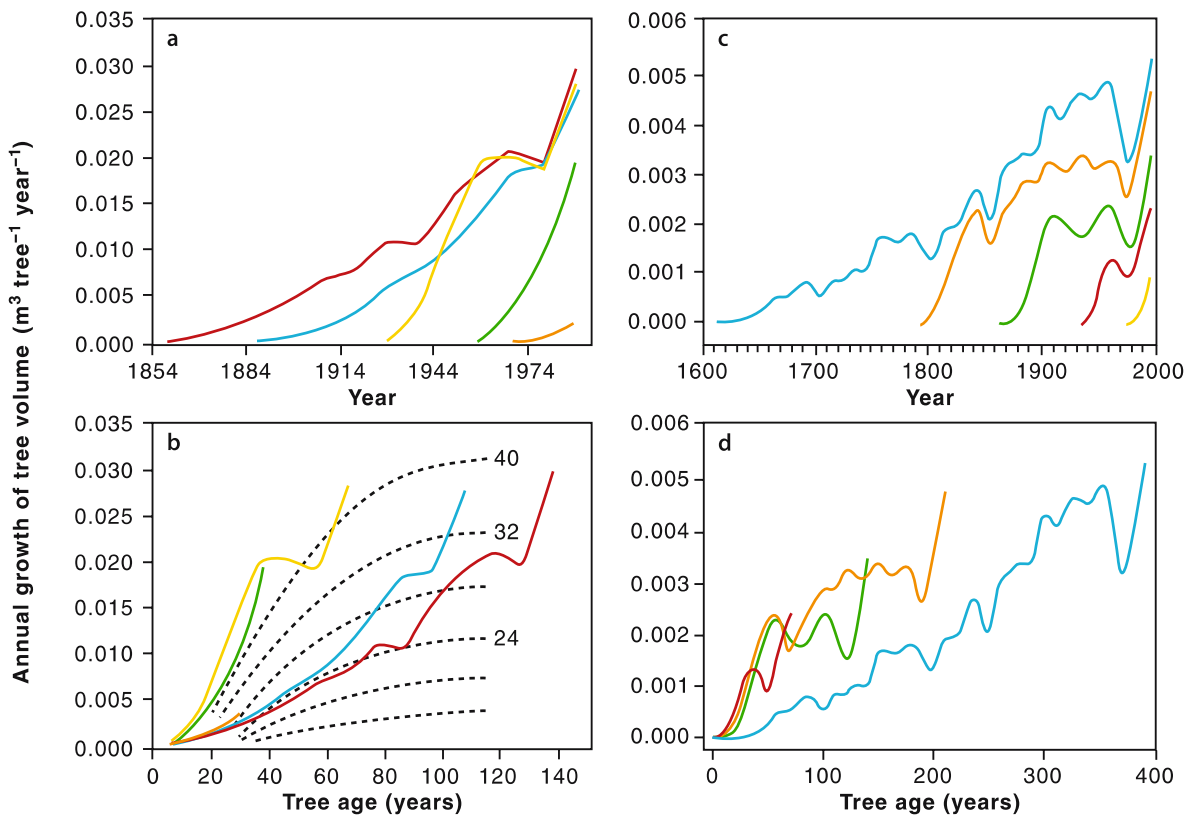 Annual growth of tree volume (m³ tree⁻¹ year⁻¹)
a
0.035
0.030
0.025
0.020
0.015
0.010
0.005
0.000
1854 1884 1914 1944 1974
Year
c
0.006
0.005
0.004
0.003
0.002
0.001
0.000
1600 1700 1800 1900 2000
Year
b
0.035
0.030
0.025
0.020
0.015
0.010
0.005
0.000
40
32
24
0 20 40 60 80 100 120 140
Tree age (years)
d
0.006
0.005
0.004
0.003
0.002
0.001
0.000
0 100 200 300 400
Tree age (years)